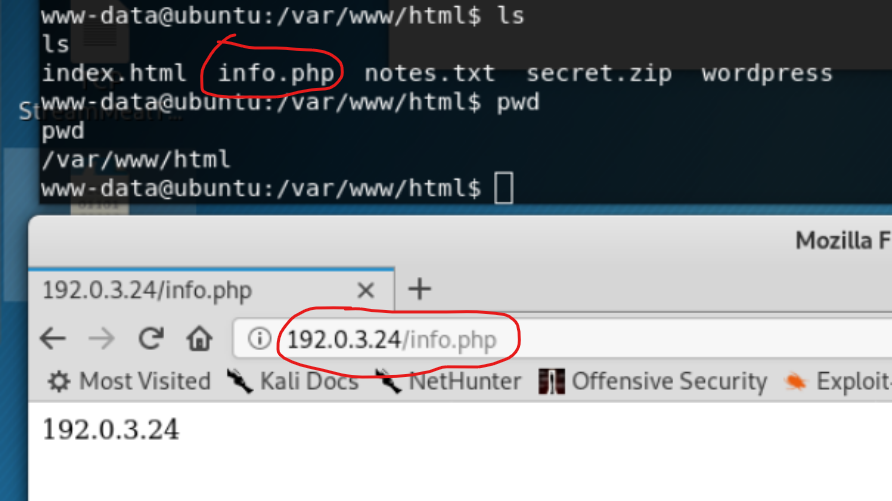 www-data@ubuntu:/var/www/html$ ls
ls
index.html info.php notes.txt secret.zip wordpress
www-data@ubuntu:/var/www/html$ pwd
pwd
/var/www/html
www-data@ubuntu:/var/www/html$
Mozilla F
192.0.3.24/info.php
192.0.3.24/info.php
Most Visited Kali Docs NetHunter Offensive Security Exploit-
192.0.3.24